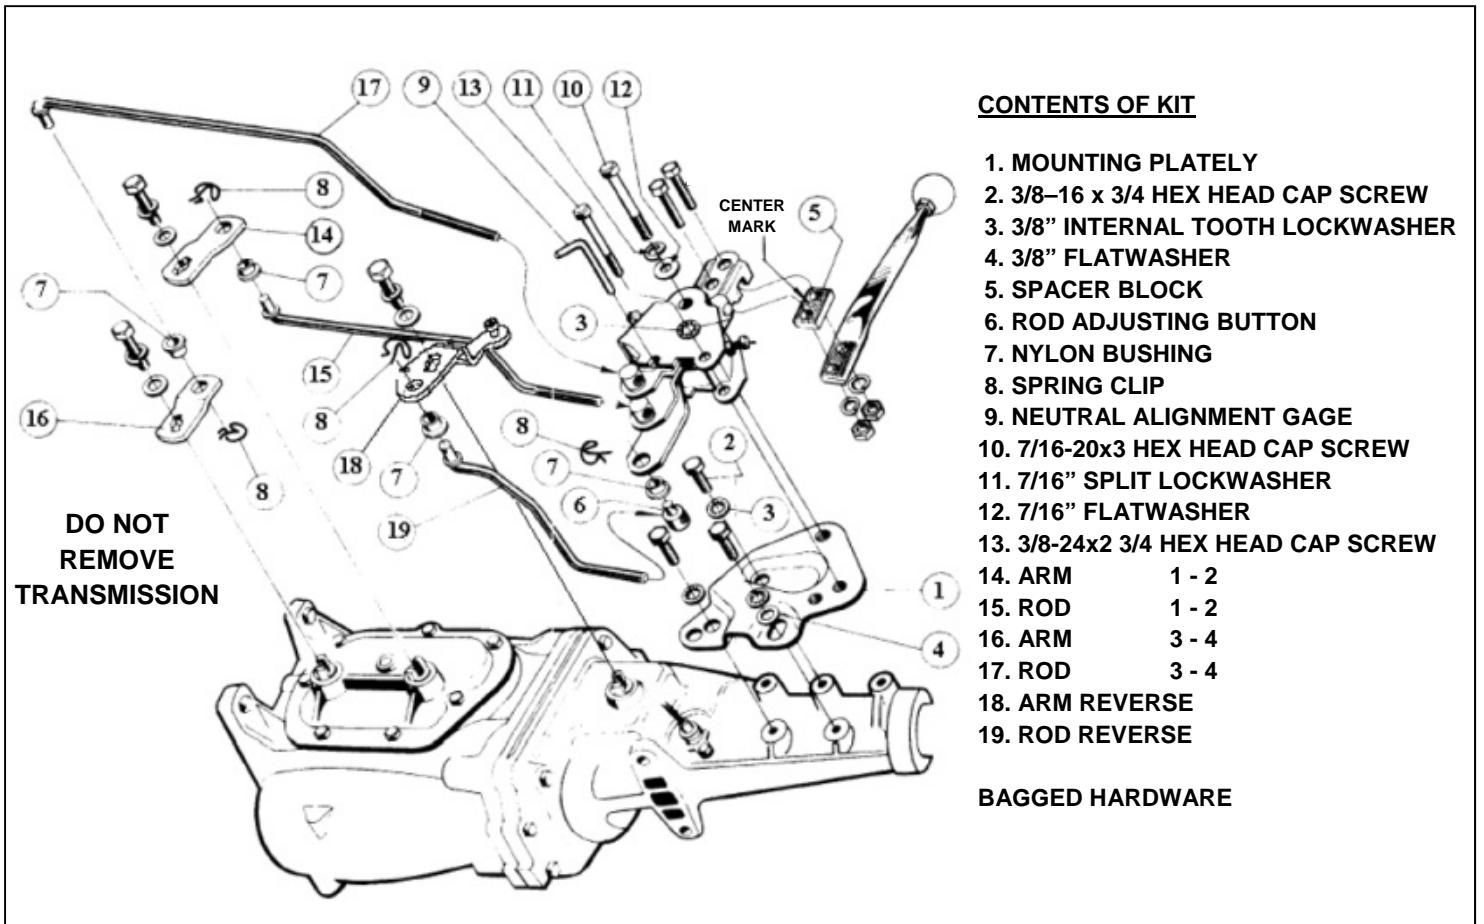 17 9 13 11 10 12
CENTER
MARK
5
8
14
7
7
3
15
16
8
8
2
18
7
7
8
6
3
19
1
4
DO NOT
REMOVE
TRANSMISSION
CONTENTS OF KIT
1. MOUNTING PLATELY
2. 3/8–16 x 3/4 HEX HEAD CAP SCREW
3. 3/8” INTERNAL TOOTH LOCKWASHER
4. 3/8” FLATWASHER
5. SPACER BLOCK
6. ROD ADJUSTING BUTTON
7. NYLON BUSHING
8. SPRING CLIP
9. NEUTRAL ALIGNMENT GAGE
10. 7/16-20x3 HEX HEAD CAP SCREW
11. 7/16” SPLIT LOCKWASHER
12. 7/16” FLATWASHER
13. 3/8-24x2 3/4 HEX HEAD CAP SCREW
14. ARM 1 - 2
15. ROD 1 - 2
16. ARM 3 - 4
17. ROD 3 - 4
18. ARM REVERSE
19. ROD REVERSE
BAGGED HARDWARE